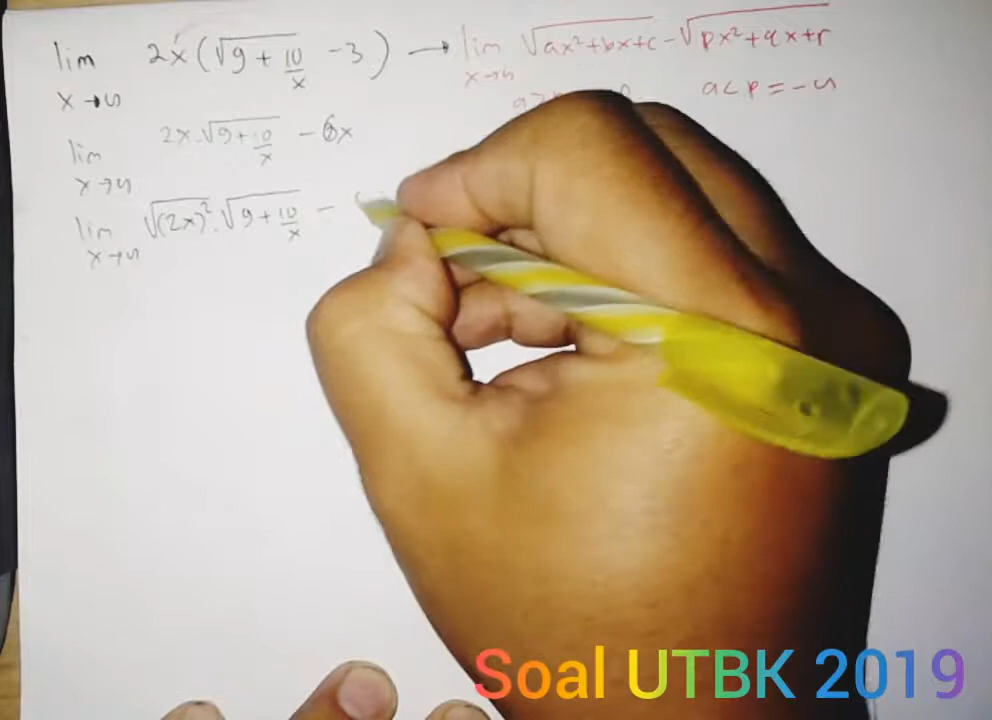 lim 2x(√9 + 10/x - 3) → lim √ax²+bx+c - √px²+qx+r
x→∞ x→∞
a<p = -∞
lim 2x.√9+10/x - 6x
x→∞
lim √(2x)².√9+10/x -
x→∞
Soal UTBK 2019